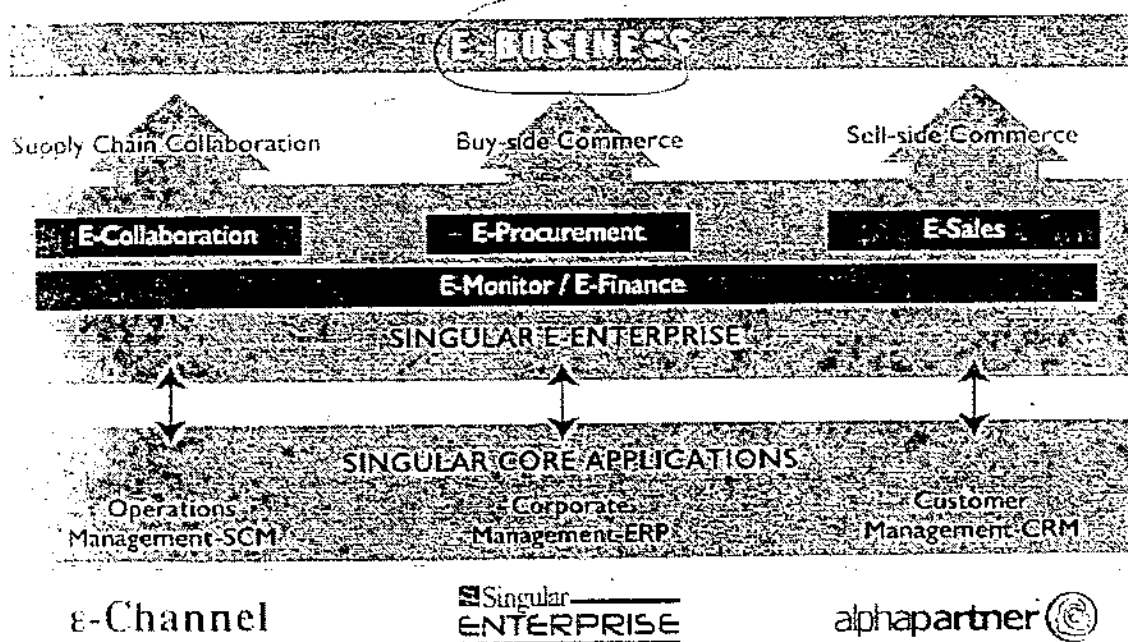 E-BUSINESS
Supply Chain Collaboration
Buy-side Commerce
Sell-side Commerce
E-Collaboration
E-Procurement
E-Sales
E-Monitor / E-Finance
SINGULAR E-ENTERPRISE
SINGULAR CORE APPLICATIONS
Operations
Management-SCM
Corporate
Management-ERP
Customer
Management-CRM
ε-Channel
Singular
ENTERPRISE
alphapartner